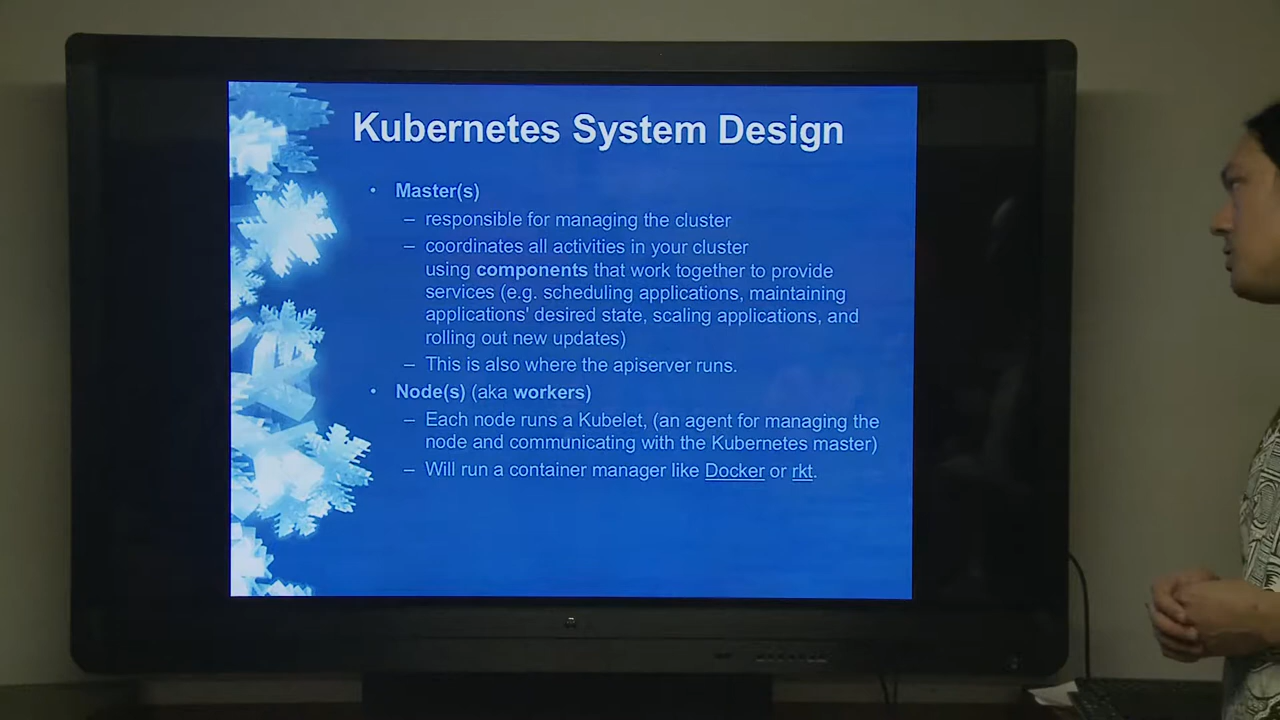 Kubernetes System Design
• Master(s)
– responsible for managing the cluster
– coordinates all activities in your cluster
using components that work together to provide
services (e.g. scheduling applications, maintaining
applications' desired state, scaling applications, and
rolling out new updates)
– This is also where the apiserver runs.
• Node(s) (aka workers)
– Each node runs a Kubelet, (an agent for managing the
node and communicating with the Kubernetes master)
– Will run a container manager like Docker or rkt.